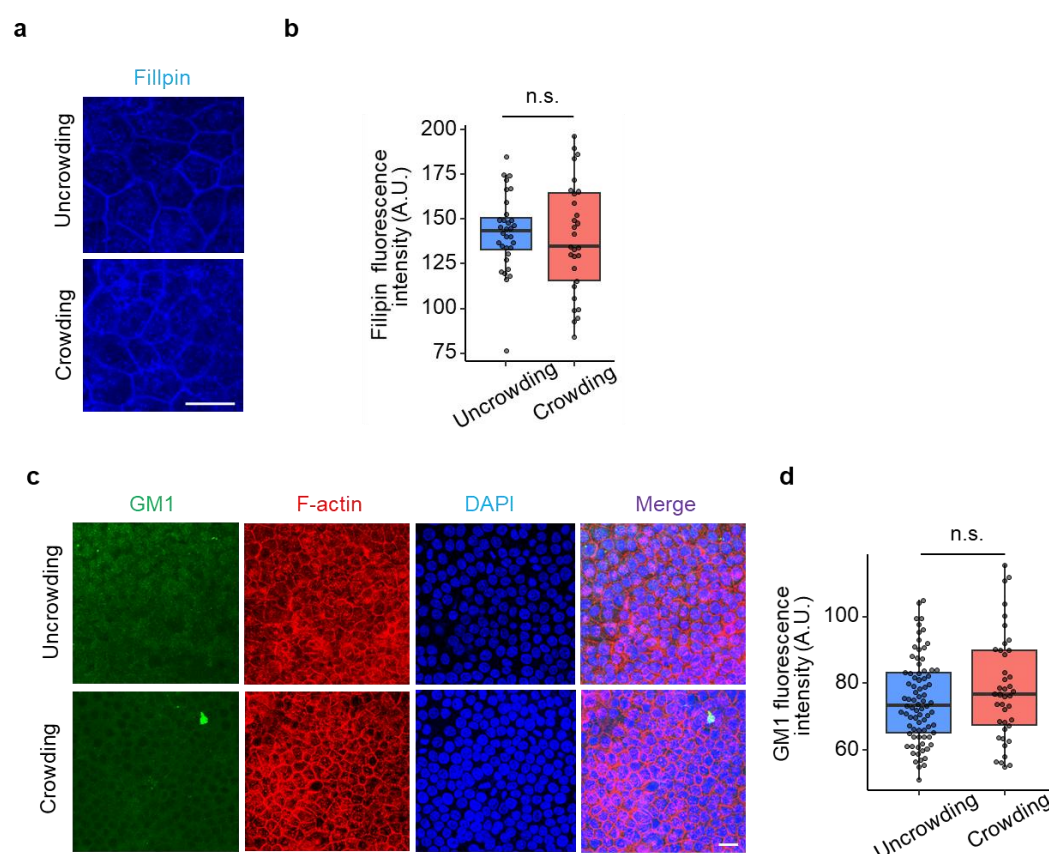 a
Fillpin
Uncrowding
Crowding
b
n.s.
Filipin fluorescence
intensity (A.U.)
200
175
150
125
100
75
Uncrowding
Crowding
c
GM1
F-actin
DAPI
Merge
Uncrowding
Crowding
d
n.s.
GM1 fluorescence
intensity (A.U.)
100
80
60
Uncrowding
Crowding